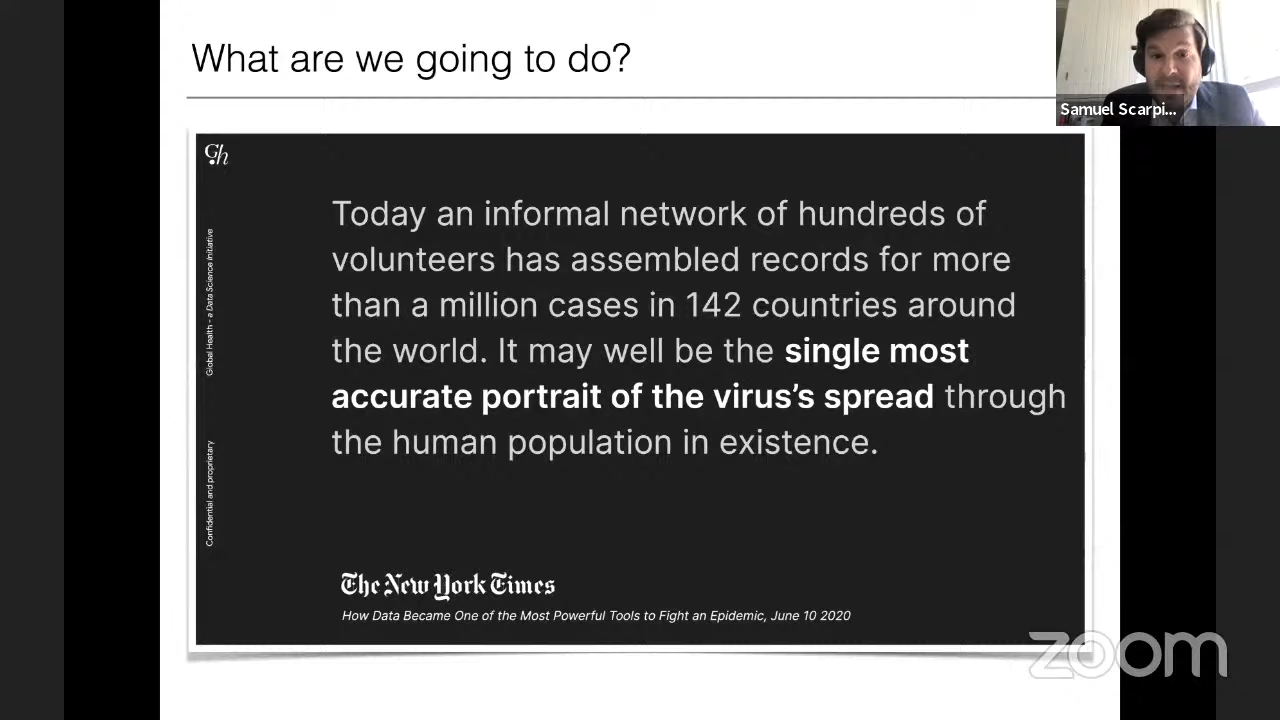 What are we going to do?
Samuel Scarpi...
Gh
Global Health - a Data Science Initiative
Confidential and proprietary
Today an informal network of hundreds of
volunteers has assembled records for more
than a million cases in 142 countries around
the world. It may well be the single most
accurate portrait of the virus’s spread through
the human population in existence.
The New York Times
How Data Became One of the Most Powerful Tools to Fight an Epidemic, June 10 2020
zoom